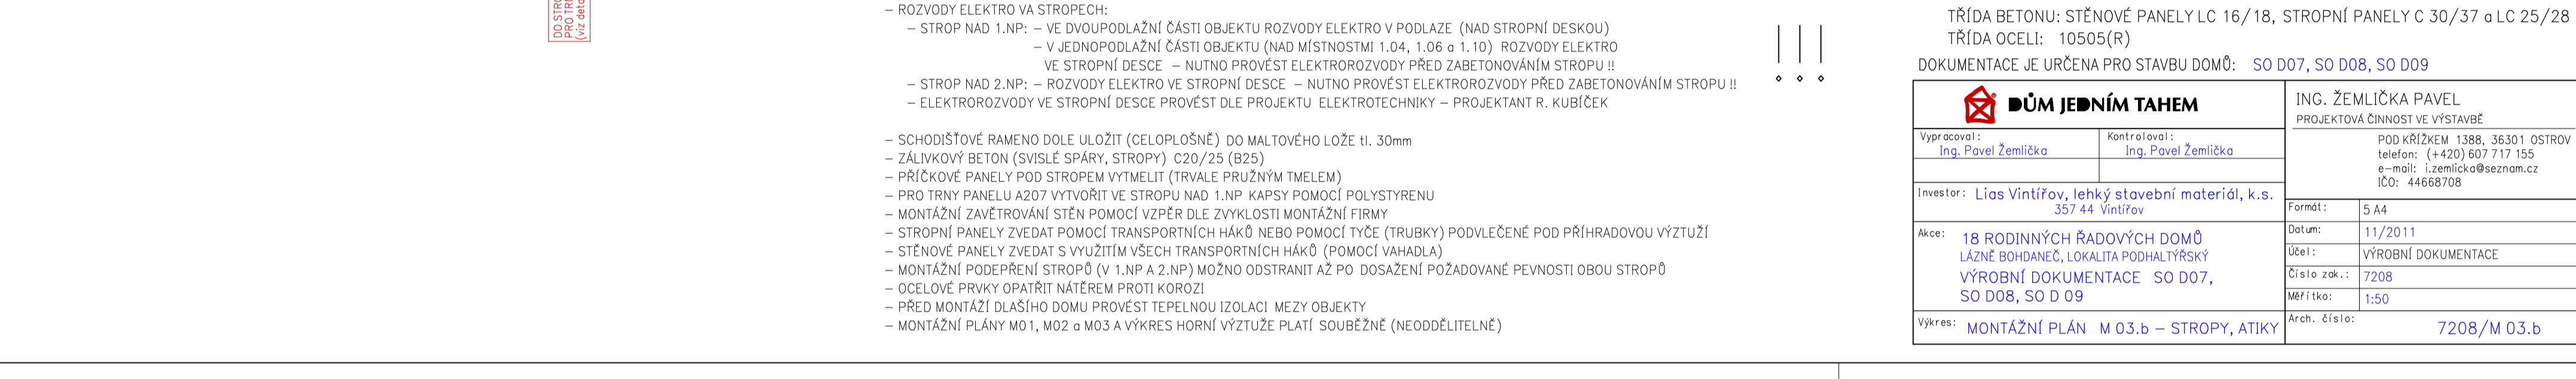 DO STRO
PRO TRN
(viz deta
– ROZVODY ELEKTRO VA STROPECH:
– STROP NAD 1.NP: – VE DVOUPODLAŽNÍ ČÁSTI OBJEKTU ROZVODY ELEKTRO V PODLAZE (NAD STROPNÍ DESKOU)
– V JEDNOPODLAŽNÍ ČÁSTI OBJEKTU (NAD MÍSTNOSTMI 1.04, 1.06 a 1.10) ROZVODY ELEKTRO
VE STROPNÍ DESCE – NUTNO PROVÉST ELEKTROROZVODY PŘED ZABETONOVÁNÍM STROPU !!
– STROP NAD 2.NP: – ROZVODY ELEKTRO VE STROPNÍ DESCE – NUTNO PROVÉST ELEKTROROZVODY PŘED ZABETONOVÁNÍM STROPU !!
– ELEKTROROZVODY VE STROPNÍ DESCE PROVÉST DLE PROJEKTU ELEKTROTECHNIKY – PROJEKTANT R. KUBÍČEK
!!!
– SCHODIŠŤOVÉ RAMENO DOLE ULOŽIT (CELOPLOŠNĚ) DO MALTOVÉHO LOŽE tl. 30mm
– ZÁLIVKOVÝ BETON (SVISLÉ SPÁRY, STROPY) C20/25 (B25)
– PŘÍČKOVÉ PANELY POD STROPEM VYTMELIT (TRVALE PRUŽNÝM TMELEM)
– PRO TRNY PANELU A207 VYTVOŘIT VE STROPU NAD 1.NP KAPSY POMOCÍ POLYSTYRENU
– MONTÁŽNÍ ZAVĚTROVÁNÍ STĚN POMOCÍ VZPĚR DLE ZVYKLOSTI MONTÁŽNÍ FIRMY
– STROPNÍ PANELY ZVEDAT POMOCÍ TRANSPORTNÍCH HÁKŮ NEBO POMOCÍ TYČE (TRUBKY) PODVLEČENÉ POD PŘÍHRADOVOU VÝZTUŽÍ
– STĚNOVÉ PANELY ZVEDAT S VYUŽITÍM VŠECH TRANSPORTNÍCH HÁKŮ (POMOCÍ VAHADLA)
– MONTÁŽNÍ PODEPŘENÍ STROPŮ (V 1.NP A 2.NP) MOŽNO ODSTRANIT AŽ PO DOSAŽENÍ POŽADOVANÉ PEVNOSTI OBOU STROPŮ
– OCELOVÉ PRVKY OPATŘIT NÁTĚREM PROTI KOROZI
– PŘED MONTÁŽÍ DLAŠÍHO DOMU PROVÉST TEPELNOU IZOLACI MEZY OBJEKTY
– MONTÁŽNÍ PLÁNY M01, M02 a M03 A VÝKRES HORNÍ VÝZTUŽE PLATÍ SOUBĚŽNĚ (NEODDĚLITELNĚ)
TŘÍDA BETONU: STĚNOVÉ PANELY LC 16/18, STROPNÍ PANELY C 30/37 a LC 25/28
TŘÍDA OCELI: 10505(R)
DOKUMENTACE JE URČENA PRO STAVBU DOMŮ: SO D07, SO D08, SO D09
DŮM JEDNÍM TAHEM
Vypracoval:
Ing. Pavel Žemlička
Kontroloval:
Ing. Pavel Žemlička
Investor: Lias Vintířov, lehký stavební materiál, k.s.
357 44 Vintířov
Akce: 18 RODINNÝCH ŘADOVÝCH DOMŮ
LÁZNĚ BOHDANEČ, LOKALITA PODHALTÝŘSKÝ
VÝROBNÍ DOKUMENTACE SO D07,
SO D08, SO D 09
Výkres: MONTÁŽNÍ PLÁN M 03.b – STROPY, ATIKY
ING. ŽEMLIČKA PAVEL
PROJEKTOVÁ ČINNOST VE VÝSTAVBĚ
POD KŘÍŽKEM 1388, 36301 OSTROV
telefon: (+420) 607 717 155
e-mail: i.zemlicka@seznam.cz
IČO: 44668708
Formát: 5 A4
Datum: 11/2011
Účel: VÝROBNÍ DOKUMENTACE
Číslo zak.: 7208
Měřítko: 1:50
Arch. číslo: 7208/M 03.b